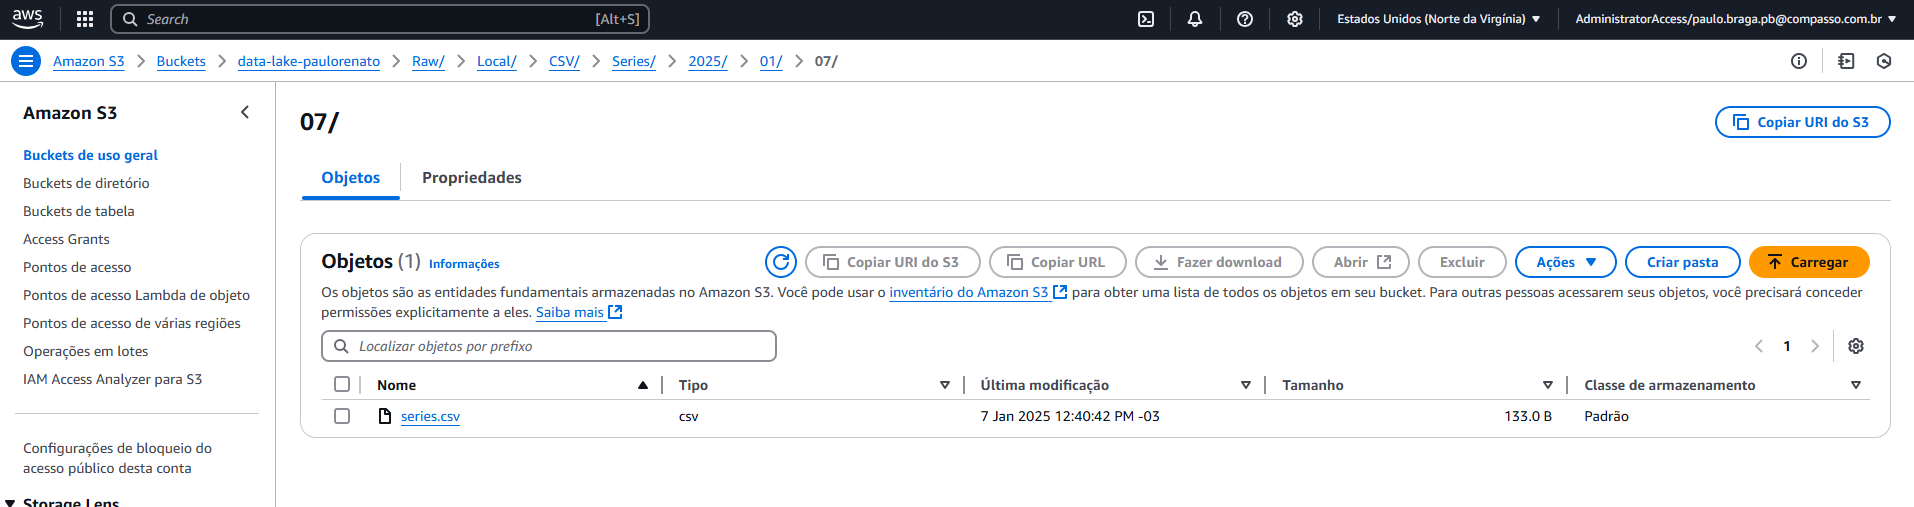 aws
Search [Alt+S] Estados Unidos (Norte da Virgínia) AdministratorAccess/paulo.braga.pb@compasso.com.br
Amazon S3 Buckets data-lake-paulorenato Raw/ Local/ CSV/ Series/ 2025/ 01/ 07/
Amazon S3
Buckets de uso geral
Buckets de diretório
Buckets de tabela
Access Grants
Pontos de acesso
Pontos de acesso Lambda de objeto
Pontos de acesso de várias regiões
Operações em lotes
IAM Access Analyzer para S3
Configurações de bloqueio do
acesso público desta conta
Storage Lens
07/
Copiar URI do S3
Objetos Propriedades
Objetos (1) Informações Copiar URI do S3 Copiar URL Fazer download Abrir Excluir Ações Criar pasta Carregar
Os objetos são as entidades fundamentais armazenadas no Amazon S3. Você pode usar o inventário do Amazon S3 para obter uma lista de todos os objetos em seu bucket. Para outras pessoas acessarem seus objetos, você precisará conceder
permissões explicitamente a eles. Saiba mais
Localizar objetos por prefixo 1
Nome Tipo Última modificação Tamanho Classe de armazenamento
series.csv csv 7 Jan 2025 12:40:42 PM -03 133.0 B Padrão